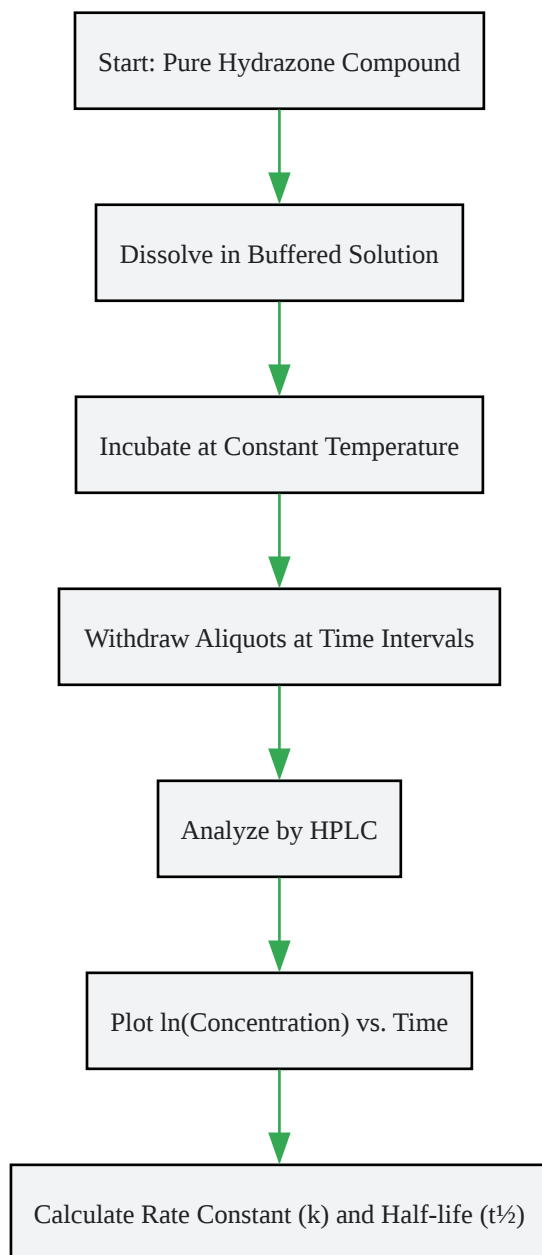 Start: Pure Hydrazone Compound
Dissolve in Buffered Solution
Incubate at Constant Temperature
Withdraw Aliquots at Time Intervals
Analyze by HPLC
Plot ln(Concentration) vs. Time
Calculate Rate Constant (k) and Half-life (t½)